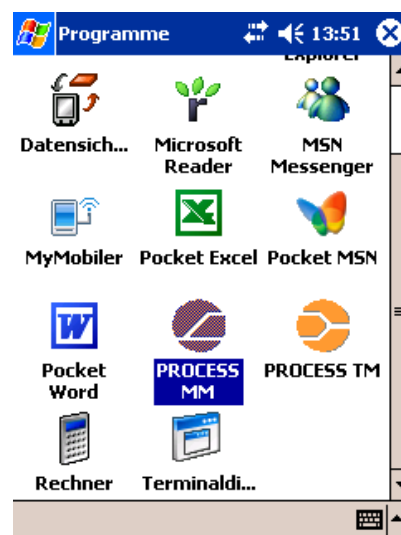 Programme 13:51
Explorer
Datensich... Microsoft Reader MSN Messenger
MyMobiler Pocket Excel Pocket MSN
Pocket Word PROCESS MM PROCESS TM
Rechner Terminaldi...